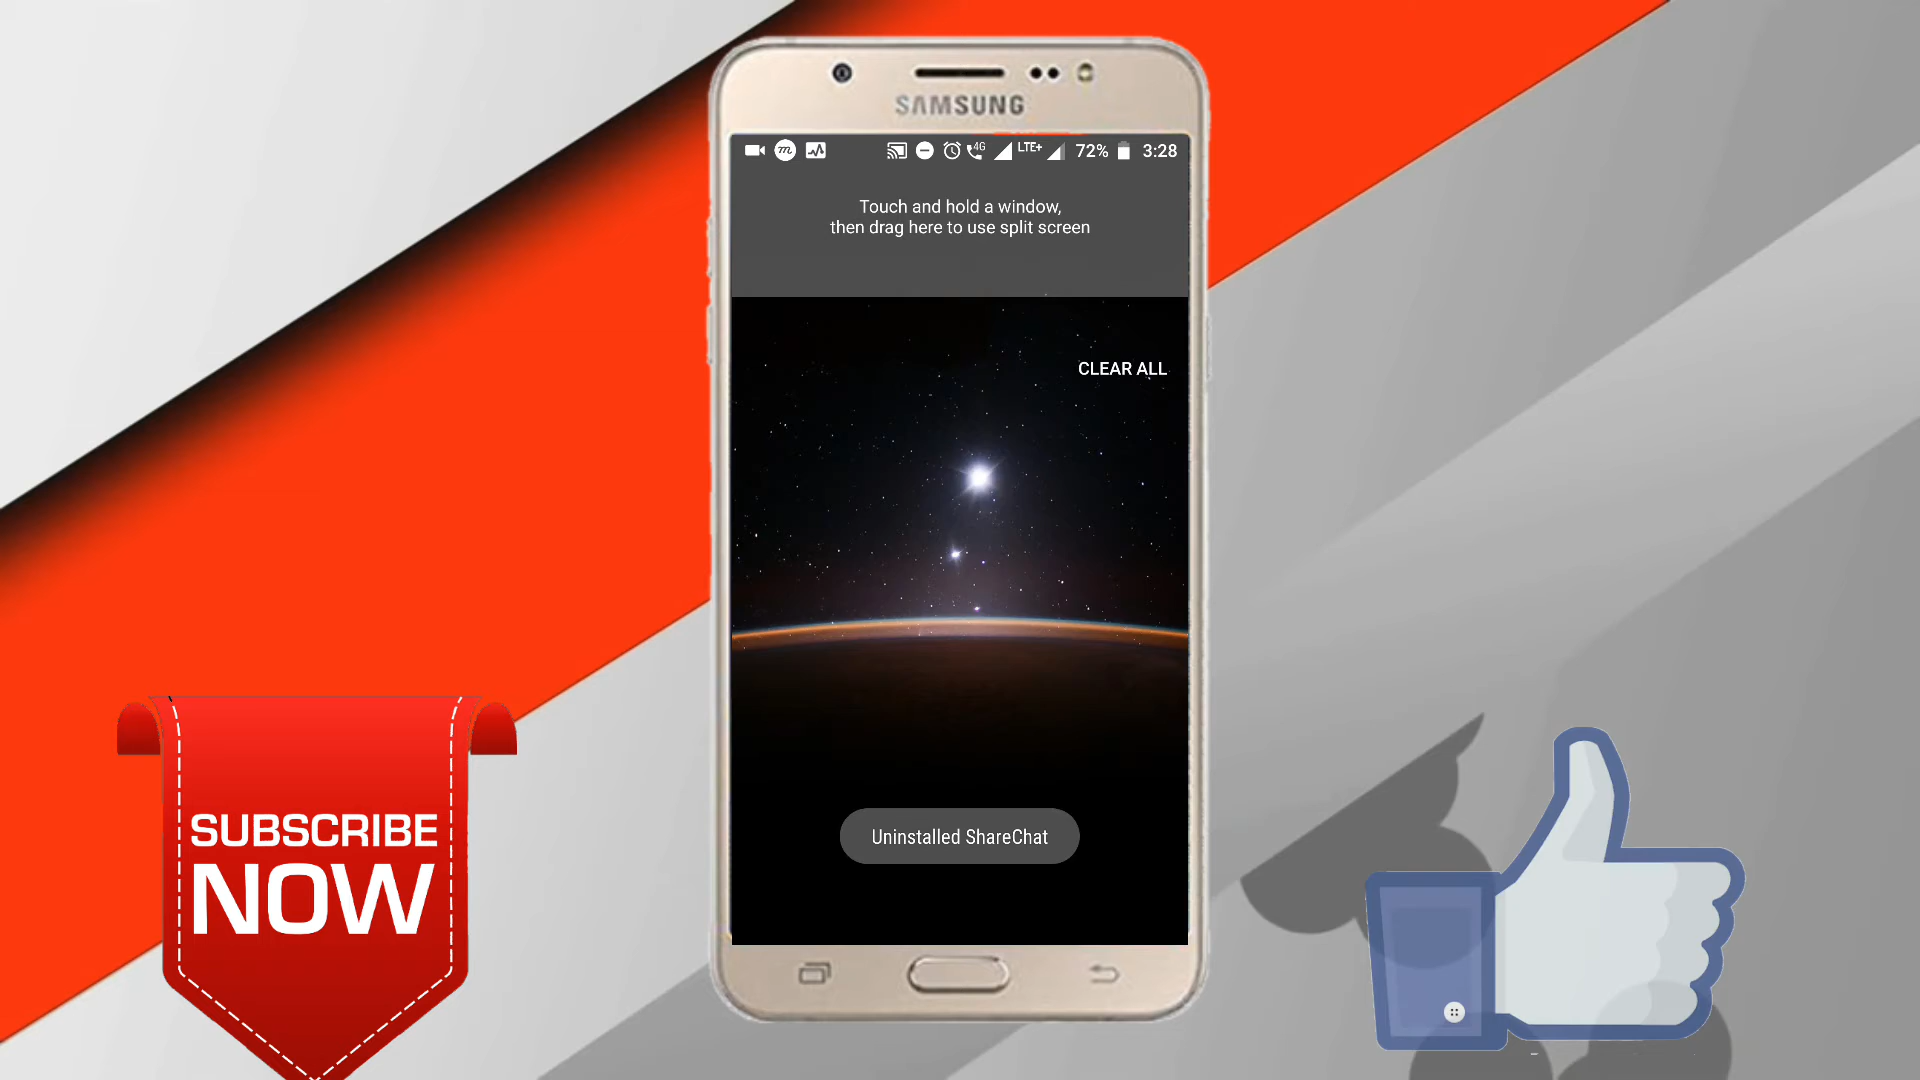 SAMSUNG
4G LTE+ 72% 3:28
Touch and hold a window,
then drag here to use split screen
CLEAR ALL
Uninstalled ShareChat
SUBSCRIBE
NOW